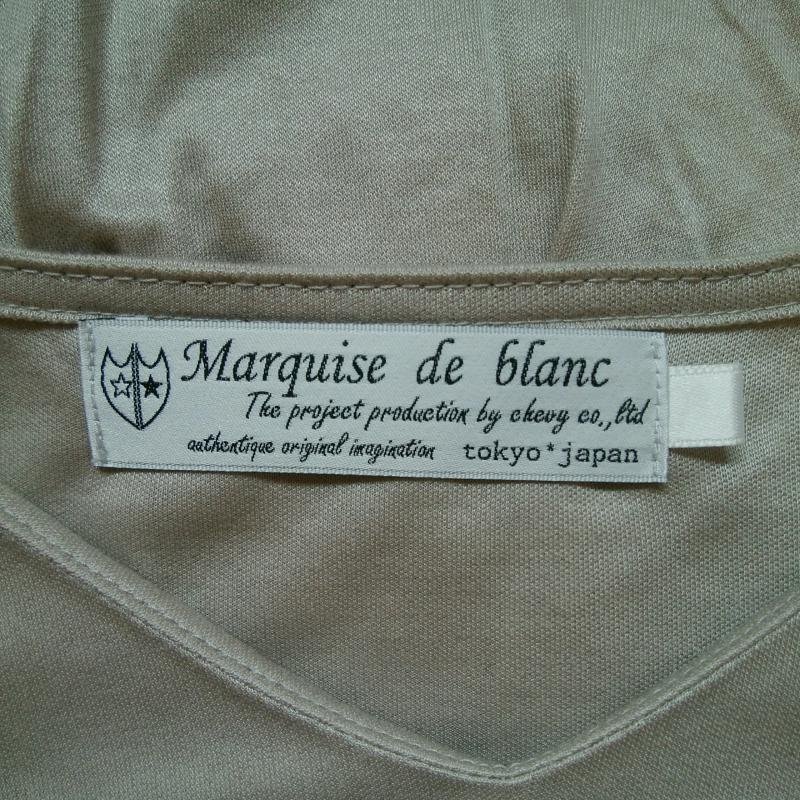 Marquise de blanc
The project production by chevy co.,ltd
authentique original imagination tokyo*japan